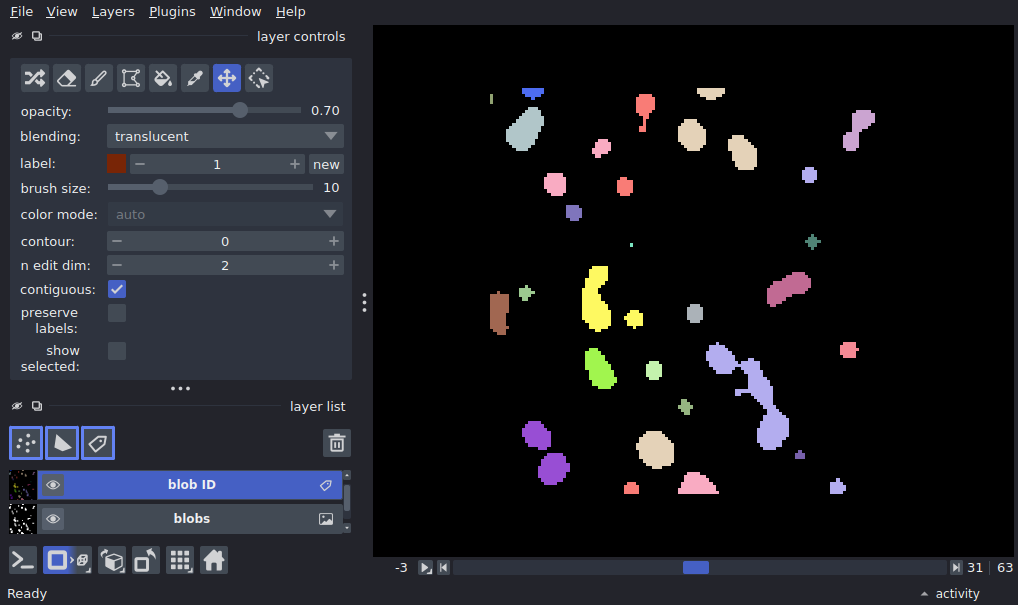 File View Layers Plugins Window Help
layer controls
opacity: 0.70
blending: translucent
label: 1 new
brush size: 10
color mode: auto
contour: 0
n edit dim: 2
contiguous:
preserve
labels:
show
selected:
layer list
blob ID
blobs
-3 31 63
Ready activity